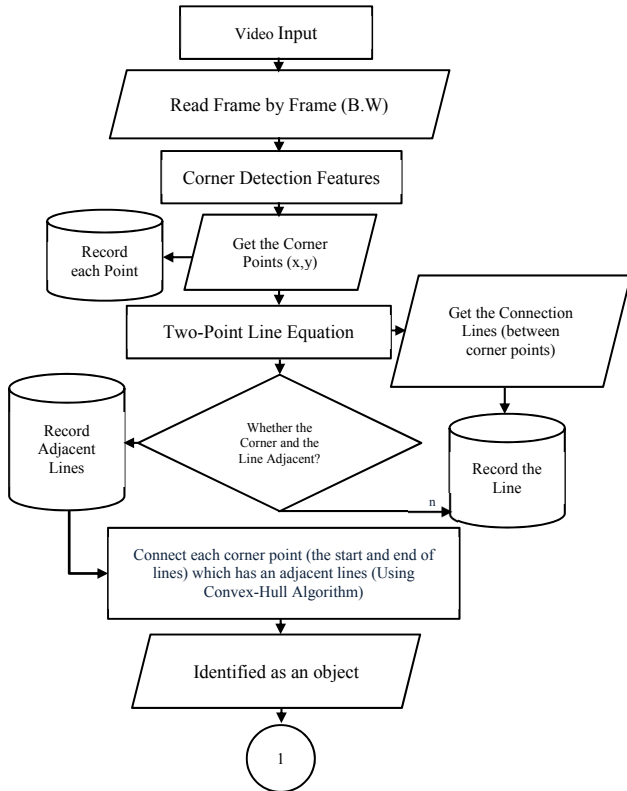 Video Input
Read Frame by Frame (B.W)
Corner Detection Features
Record
each Point
Get the Corner
Points (x,y)
Two-Point Line Equation
Get the Connection
Lines (between
corner points)
Record
Adjacent
Lines
Whether the
Corner and the
Line Adjacent?
Record the
Line
n
Connect each corner point (the start and end of
lines) which has an adjacent lines (Using
Convex-Hull Algorithm)
Identified as an object
1